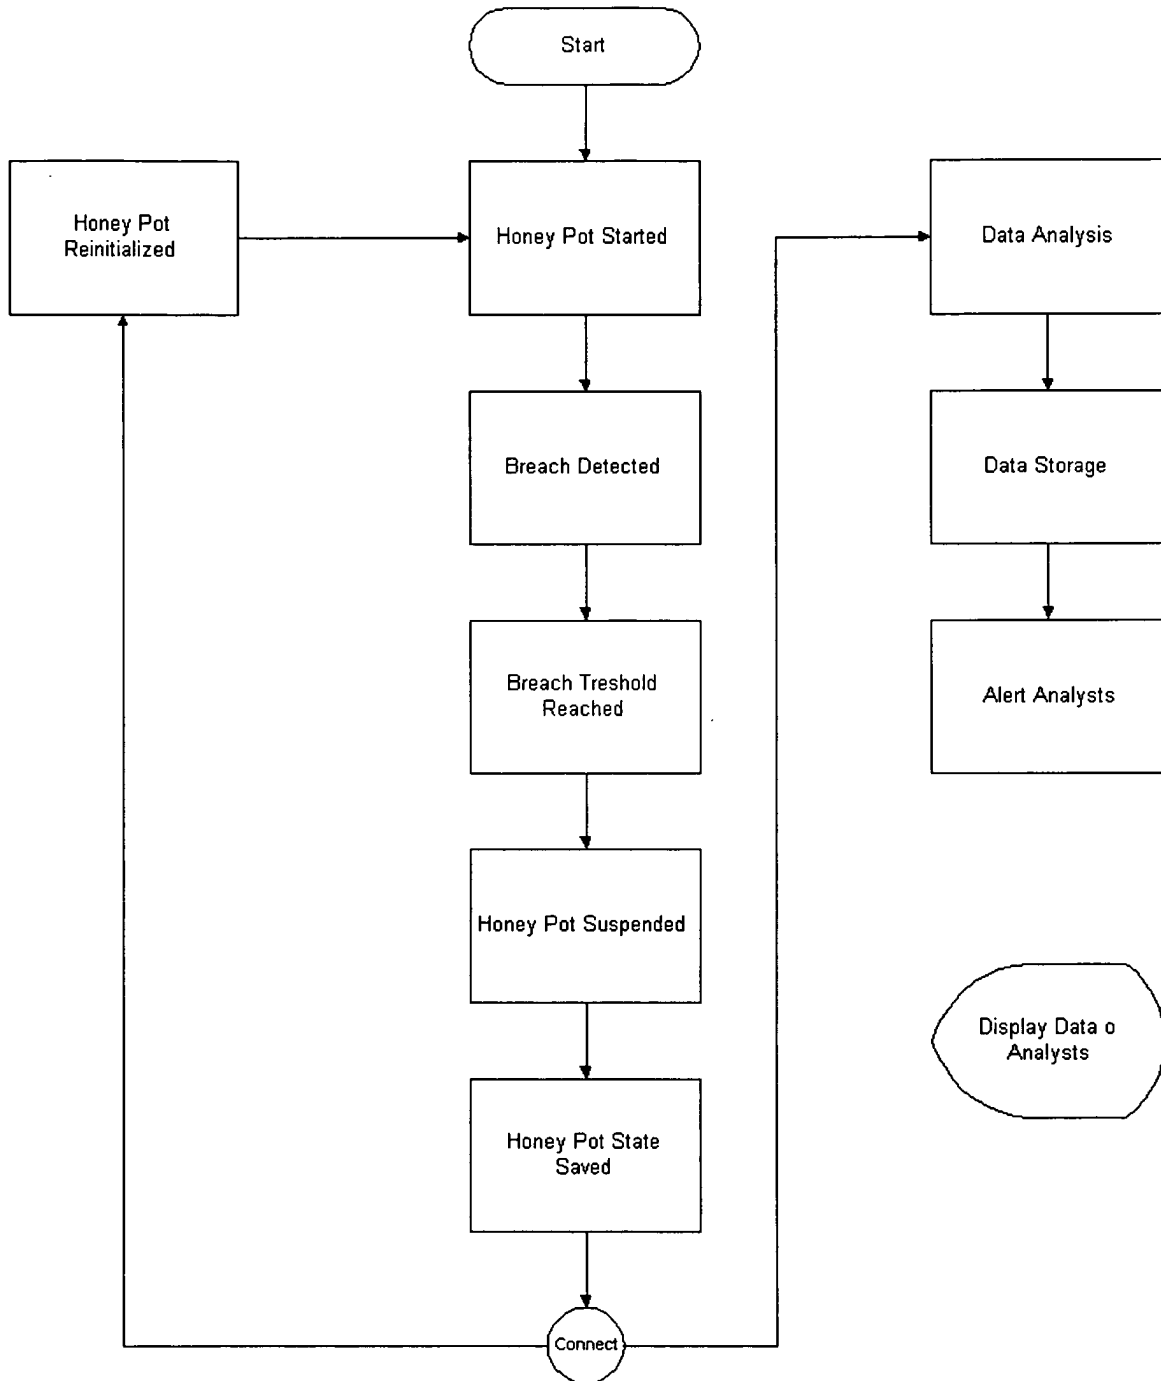 Start
Honey Pot
Reinitialized
Honey Pot Started
Data Analysis
Breach Detected
Data Storage
Breach Treshold
Reached
Alert Analysts
Honey Pot Suspended
Display Data o
Analysts
Honey Pot State
Saved
Connect